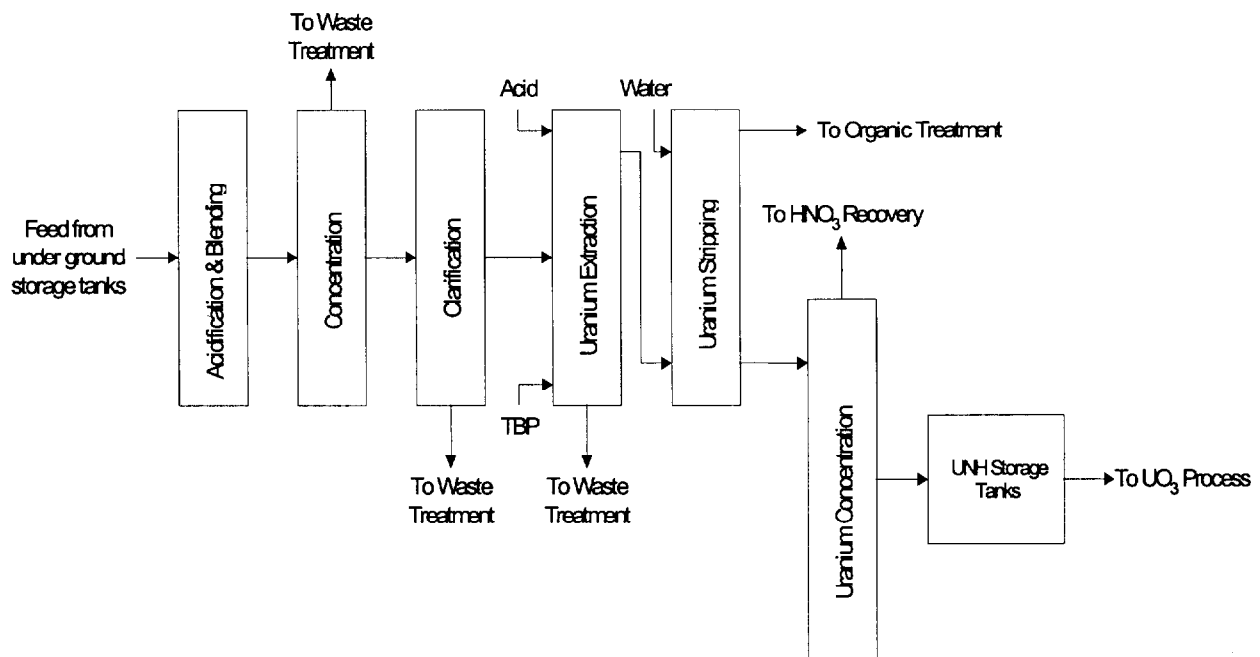 To Waste
Treatment
Acid
Water
To Organic Treatment
To HNO₃ Recovery
Feed from
under ground
storage tanks
Acidification & Blending
Concentration
Clarification
Uranium Extraction
Uranium Stripping
TBP
To Waste
Treatment
To Waste
Treatment
Uranium Concentration
UNH Storage
Tanks
To UO₃ Process